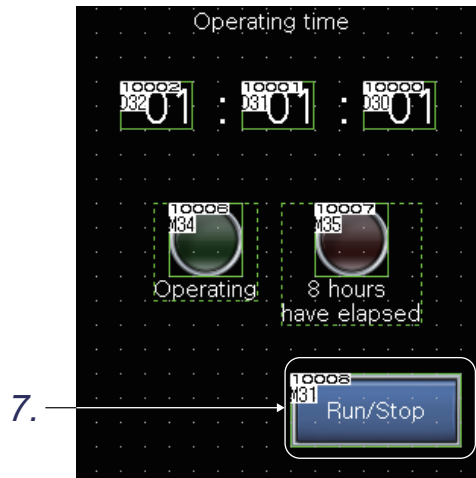 Operating time
10002 10001 10000
D32 01 : D31 01 : D30 01
10006 10007
M34 M35
Operating 8 hours
have elapsed
10008
M31
7. Run/Stop